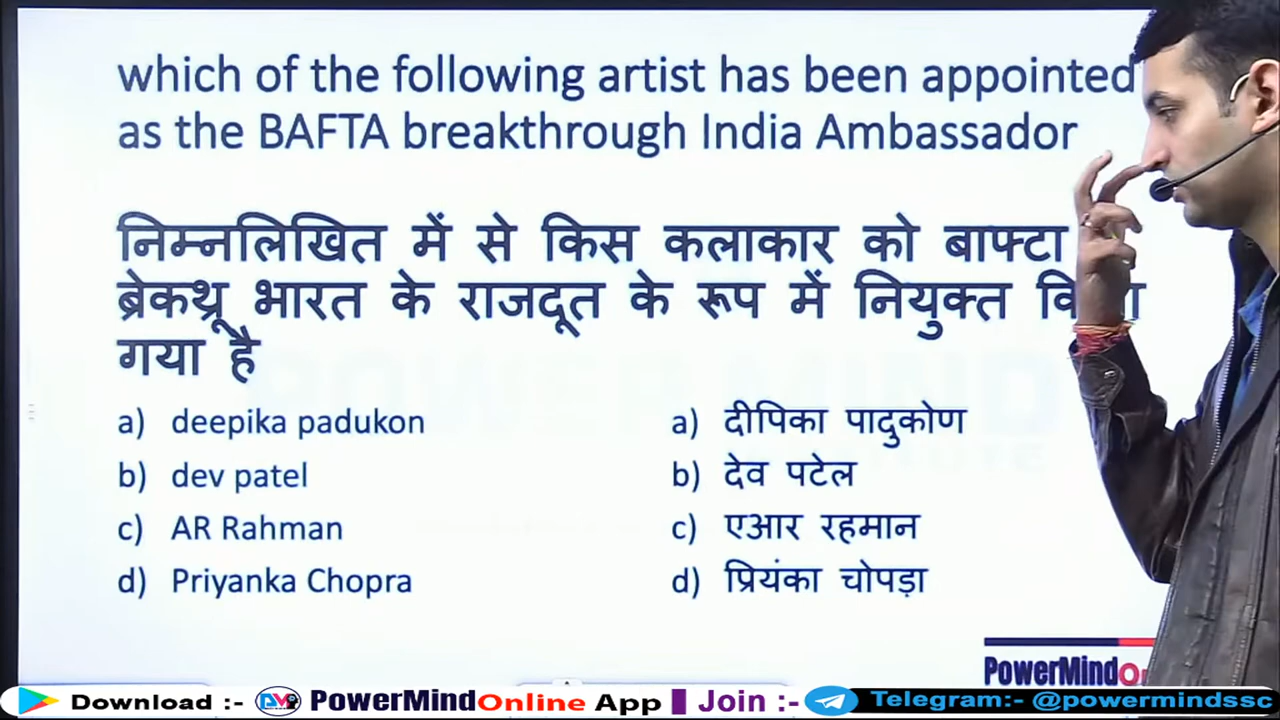 which of the following artist has been appointed
as the BAFTA breakthrough India Ambassador
निम्नलिखित में से किस कलाकार को बाफ्टा
ब्रेकथ्रू भारत के राजदूत के रूप में नियुक्त
गया है
a) deepika padukon a) दीपिका पादुकोण
b) dev patel b) देव पटेल
c) AR Rahman c) एआर रहमान
d) Priyanka Chopra d) प्रियंका चोपड़ा
PowerMind
Download :- PowerMindOnline App Join :- Telegram:- @powermindssc